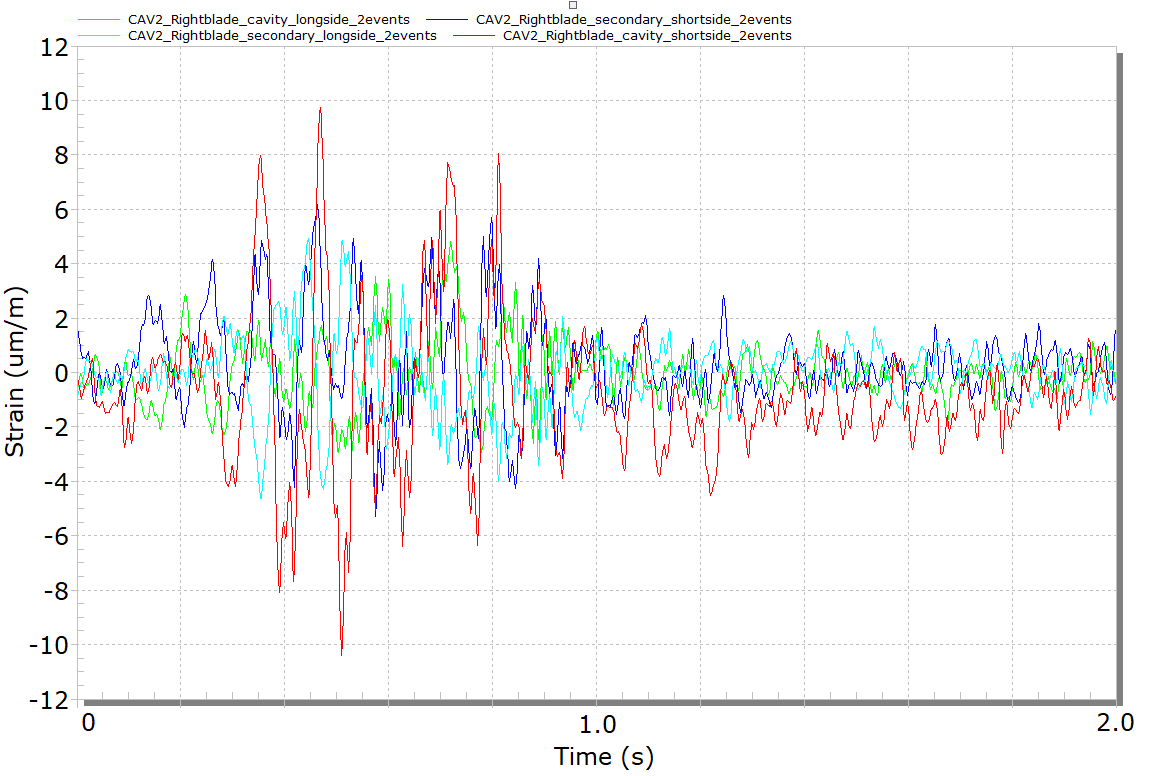 CAV2_Rightblade_cavity_longside_2events CAV2_Rightblade_secondary_shortside_2events
CAV2_Rightblade_secondary_longside_2events CAV2_Rightblade_cavity_shortside_2events
12
10
8
6
4
2
0
-2
-4
-6
-8
-10
-12
Strain (um/m)
0 1.0 2.0
Time (s)